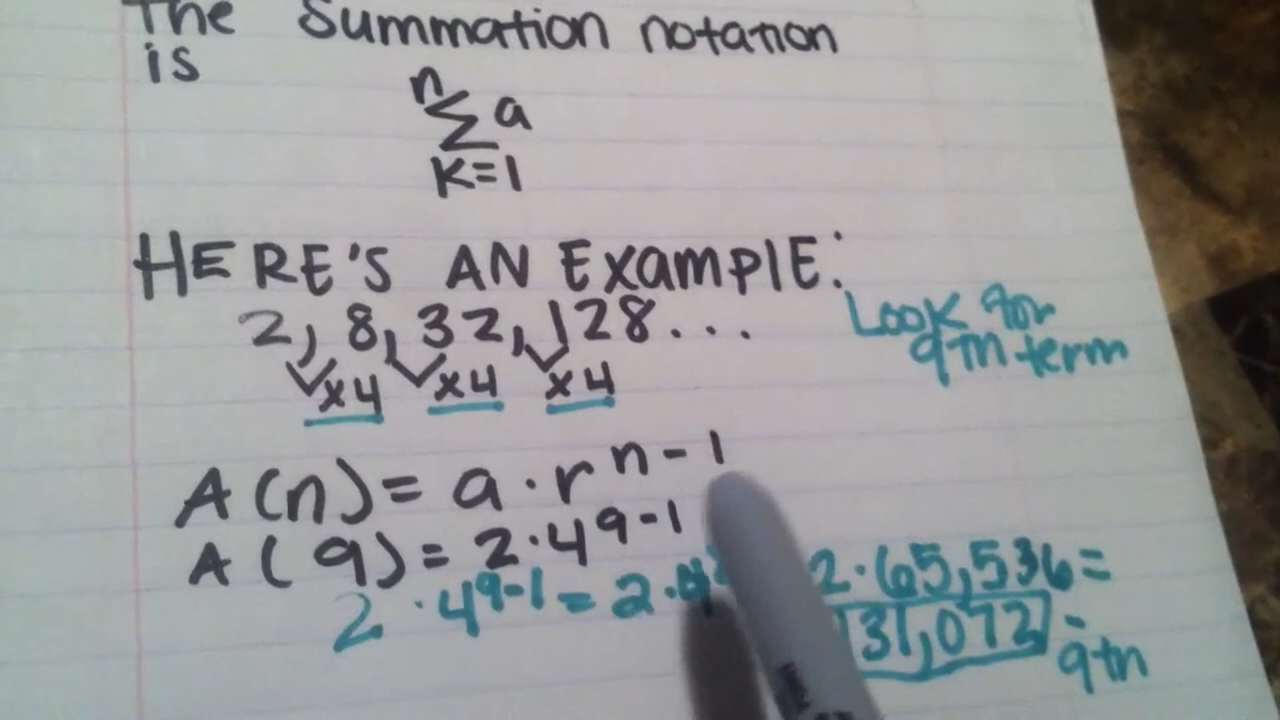 The Summation notation
is
n
Σ a
K=1
HERE'S AN ExamplE:
2, 8, 32, 128...
Look for
9th term
x4 x4 x4
A(n) = a · r^n-1
A(9) = 2 · 4^9-1
2 · 4^9-1 = 2 · 4 2 · 65,536 =
131,072 -
9th